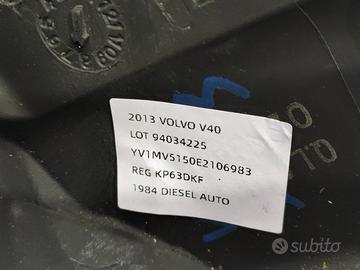 2013 VOLVO V40
LOT 94034225
YV1MV5150E2106983
REG KP63DKF
1984 DIESEL AUTO
subito